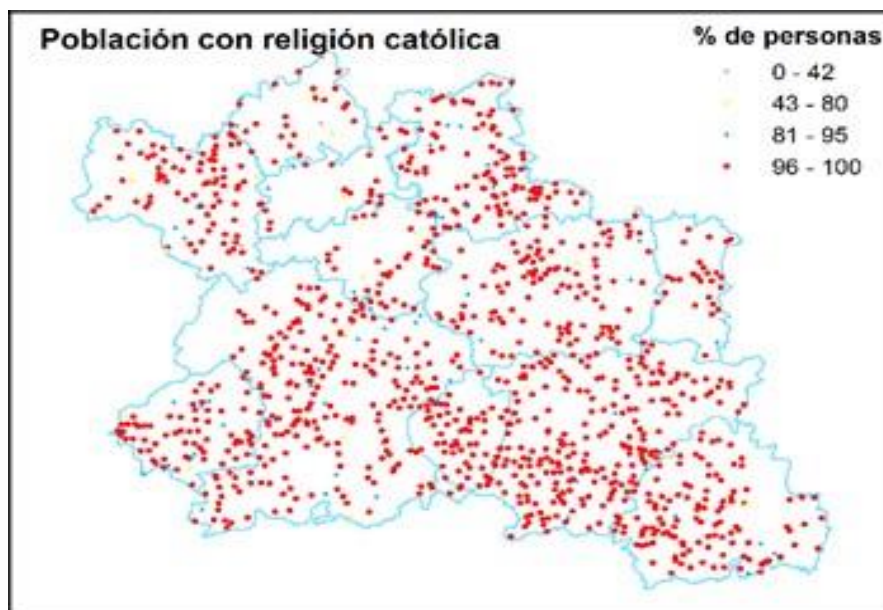 Población con religión católica
% de personas
0 - 42
43 - 80
81 - 95
96 - 100